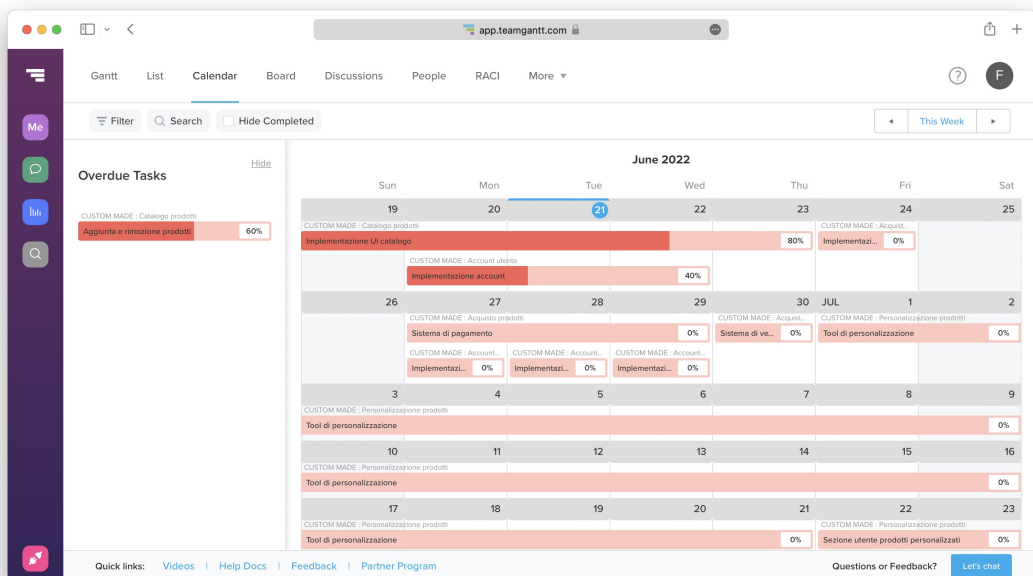 app.teamgantt.com
Gantt List Calendar Board Discussions People RACI More
? F
Filter Search Hide Completed This Week
Me
Overdue Tasks Hide
CUSTOM MADE : Catalogo prodotti
Aggiunta e rimozione prodotti 60%
June 2022
Sun Mon Tue Wed Thu Fri Sat
19 20 21 22 23 24 25
CUSTOM MADE : Catalogo prodotti CUSTOM MADE : Acquist...
Implementazione UI catalogo 80% Implementazi... 0%
CUSTOM MADE : Account utente
Implementazione account 40%
26 27 28 29 30 JUL 1 2
CUSTOM MADE : Acquisto prodotti CUSTOM MADE : Acquist... CUSTOM MADE : Personalizzazione prodotti
Sistema di pagamento 0% Sistema di ve... 0% Tool di personalizzazione 0%
CUSTOM MADE : Account... CUSTOM MADE : Account... CUSTOM MADE : Account...
Implementazi... 0% Implementazi... 0% Implementazi... 0%
3 4 5 6 7 8 9
CUSTOM MADE : Personalizzazione prodotti
Tool di personalizzazione 0%
10 11 12 13 14 15 16
CUSTOM MADE : Personalizzazione prodotti
Tool di personalizzazione 0%
17 18 19 20 21 22 23
CUSTOM MADE : Personalizzazione prodotti CUSTOM MADE : Personalizzazione prodotti
Tool di personalizzazione 0% Sezione utente prodotti personalizzati 0%
Quick links: Videos | Help Docs | Feedback | Partner Program Questions or Feedback? Let's chat